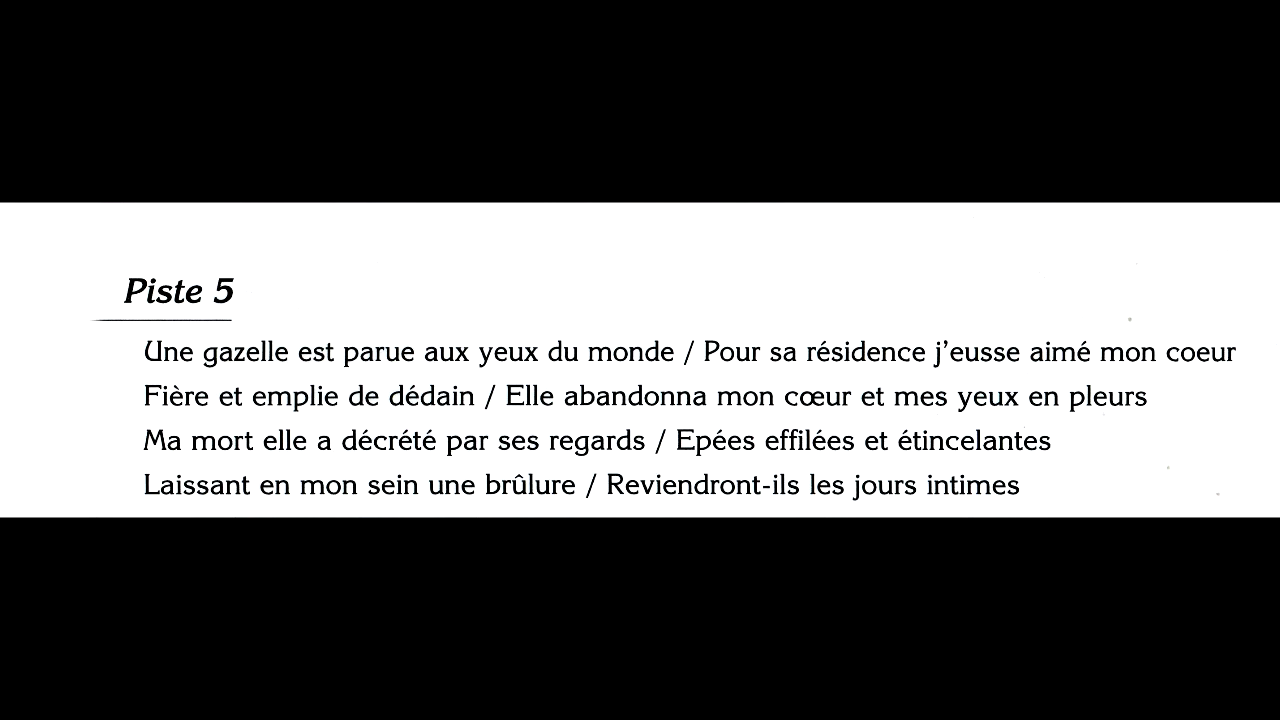 Piste 5
Une gazelle est parue aux yeux du monde / Pour sa résidence j'eusse aimé mon coeur
Fière et emplie de dédain / Elle abandonna mon cœur et mes yeux en pleurs
Ma mort elle a décrété par ses regards / Epées effilées et étincelantes
Laissant en mon sein une brûlure / Reviendront-ils les jours intimes